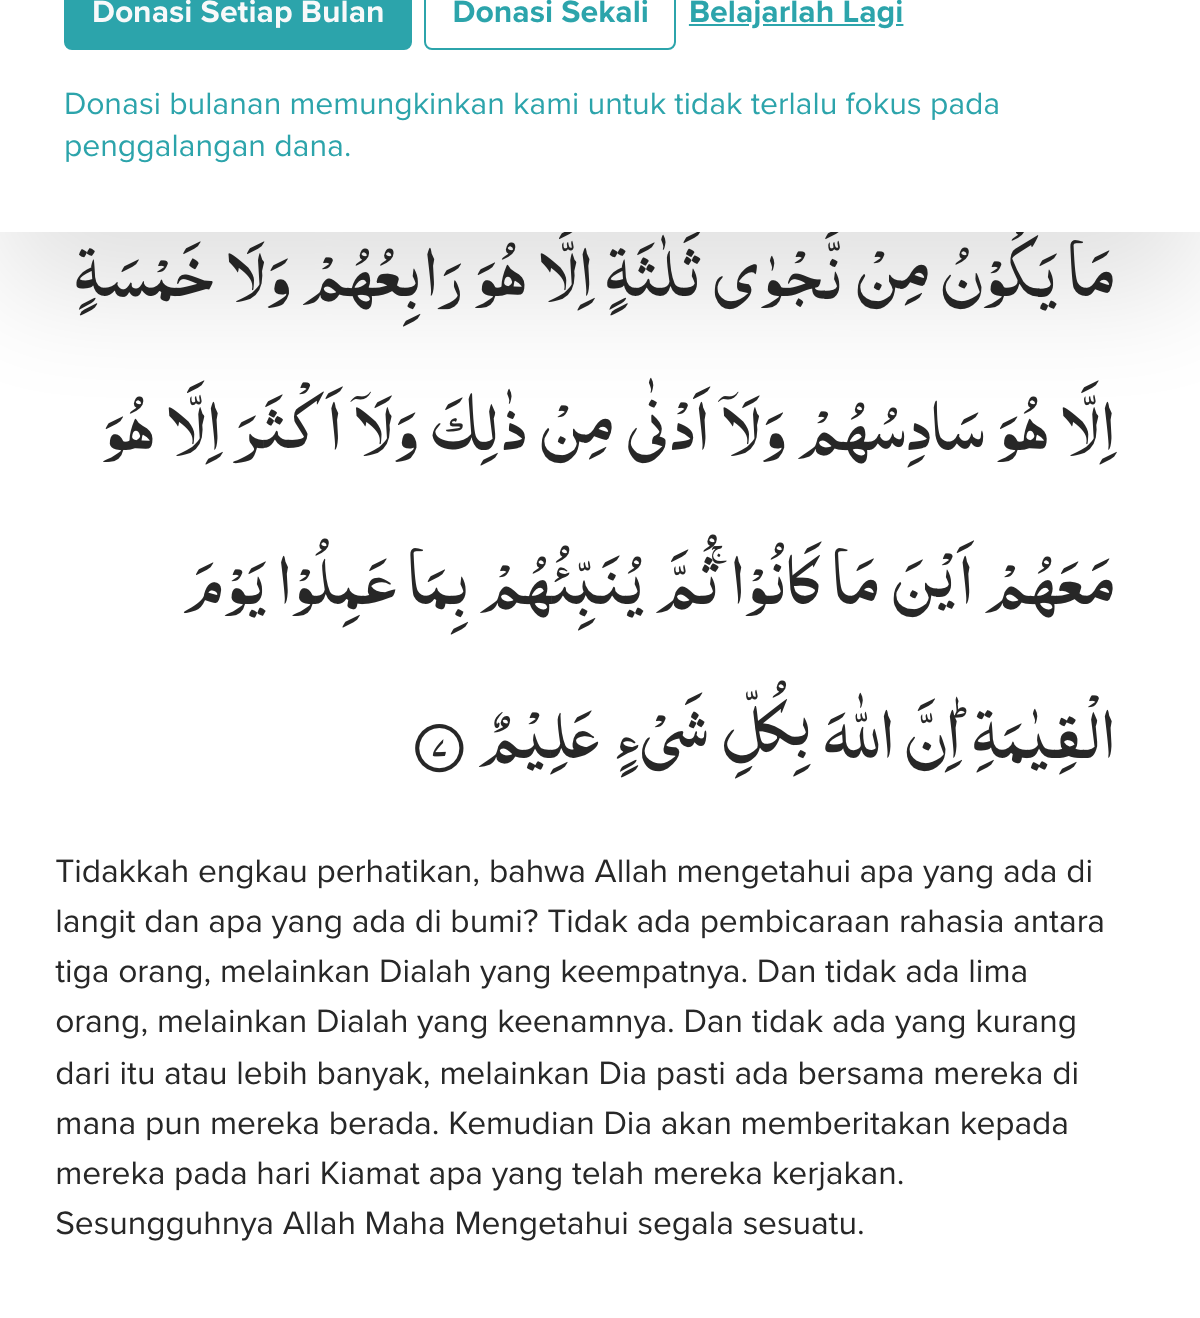 Donasi Setiap Bulan Donasi Sekali Belajarlah Lagi
Donasi bulanan memungkinkan kami untuk tidak terlalu fokus pada
penggalangan dana.
مَا يَكُوْنُ مِنْ نَّجْوٰى ثَلٰثَةٍ اِلَّا هُوَ رَابِعُهُمْ وَلَا خَمْسَةٍ
اِلَّا هُوَ سَادِسُهُمْ وَلَآ اَدْنٰى مِنْ ذٰلِكَ وَلَآ اَكْثَرَ اِلَّا هُوَ
مَعَهُمْ اَيْنَ مَا كَانُوْاۚ ثُمَّ يُنَبِّئُهُمْ بِمَا عَمِلُوْا يَوْمَ
الْقِيٰمَةِۗ اِنَّ اللّٰهَ بِكُلِّ شَيْءٍ عَلِيْمٌ ٧
Tidakkah engkau perhatikan, bahwa Allah mengetahui apa yang ada di
langit dan apa yang ada di bumi? Tidak ada pembicaraan rahasia antara
tiga orang, melainkan Dialah yang keempatnya. Dan tidak ada lima
orang, melainkan Dialah yang keenamnya. Dan tidak ada yang kurang
dari itu atau lebih banyak, melainkan Dia pasti ada bersama mereka di
mana pun mereka berada. Kemudian Dia akan memberitakan kepada
mereka pada hari Kiamat apa yang telah mereka kerjakan.
Sesungguhnya Allah Maha Mengetahui segala sesuatu.